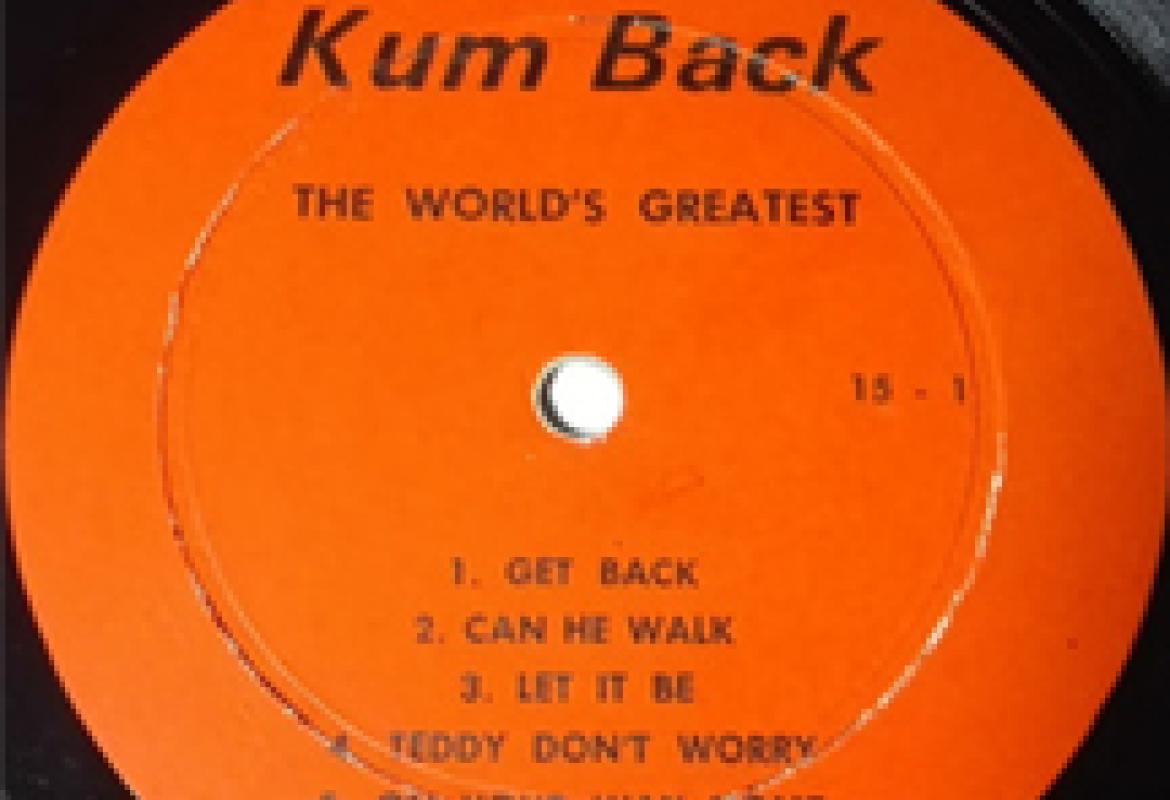 Kum Back
THE WORLD'S GREATEST
15 - 1
1. GET BACK
2. CAN HE WALK
3. LET IT BE
4. TEDDY DON'T WORRY